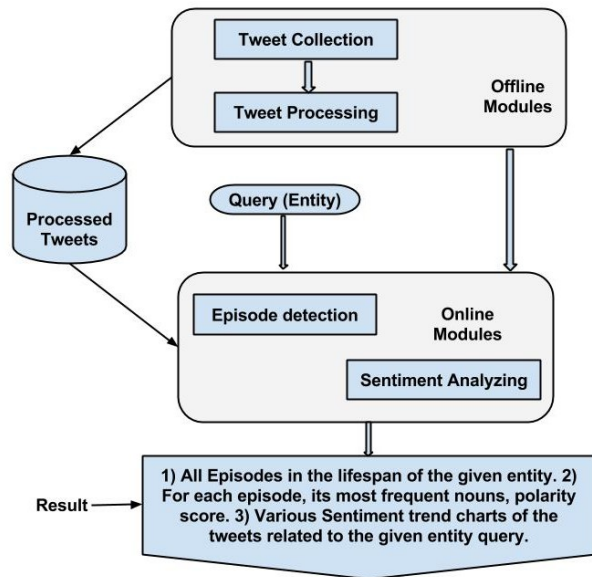 Tweet Collection
Tweet Processing
Offline
Modules
Processed
Tweets
Query (Entity)
Episode detection
Online
Modules
Sentiment Analyzing
Result
1) All Episodes in the lifespan of the given entity. 2)
For each episode, its most frequent nouns, polarity
score. 3) Various Sentiment trend charts of the
tweets related to the given entity query.